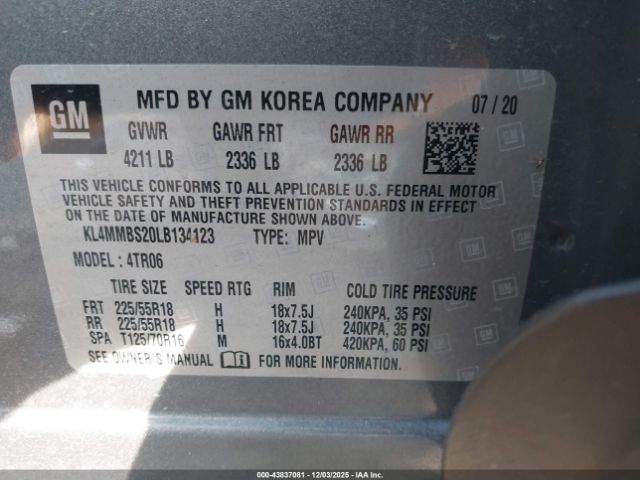 GM
MFD BY GM KOREA COMPANY 07 / 20
GVWR GAWR FRT GAWR RR
4211 LB 2336 LB 2336 LB
THIS VEHICLE CONFORMS TO ALL APPLICABLE U.S. FEDERAL MOTOR
VEHICLE SAFETY AND THEFT PREVENTION STANDARDS IN EFFECT
ON THE DATE OF MANUFACTURE SHOWN ABOVE.
KL4MMBS20LB134123 TYPE: MPV
MODEL : 4TR06
TIRE SIZE SPEED RTG RIM COLD TIRE PRESSURE
FRT 225/55R18 H 18x7.5J 240KPA, 35 PSI
RR 225/55R18 H 18x7.5J 240KPA, 35 PSI
SPA T125/70R16 M 16x4.0BT 420KPA, 60 PSI
SEE OWNER'S MANUAL FOR MORE INFORMATION.
000-43837081 - 12/03/2025 - IAAI, Inc.